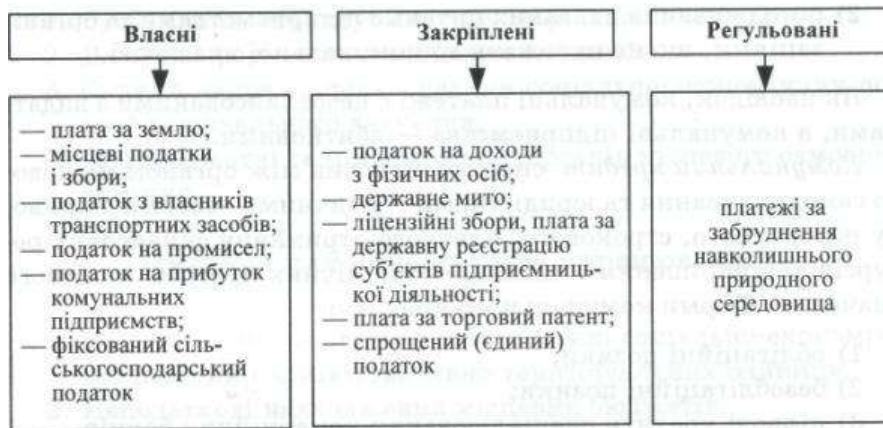 Власні
Закріплені
Регульовані
— плата за землю;
— місцеві податки
і збори;
— податок з власників
транспортних засобів;
— податок на промисел;
— податок на прибуток
комунальних
підприємств;
— фіксований сіль-
ськогосподарський
податок
— податок на доходи
з фізичних осіб;
— державне мито;
— ліцензійні збори, плата за
державну реєстрацію
суб’єктів підприємниць-
кої діяльності;
— плата за торговий патент;
— спрощений (єдиний)
податок
платежі за
забруднення
навколишнього
природного
середовища